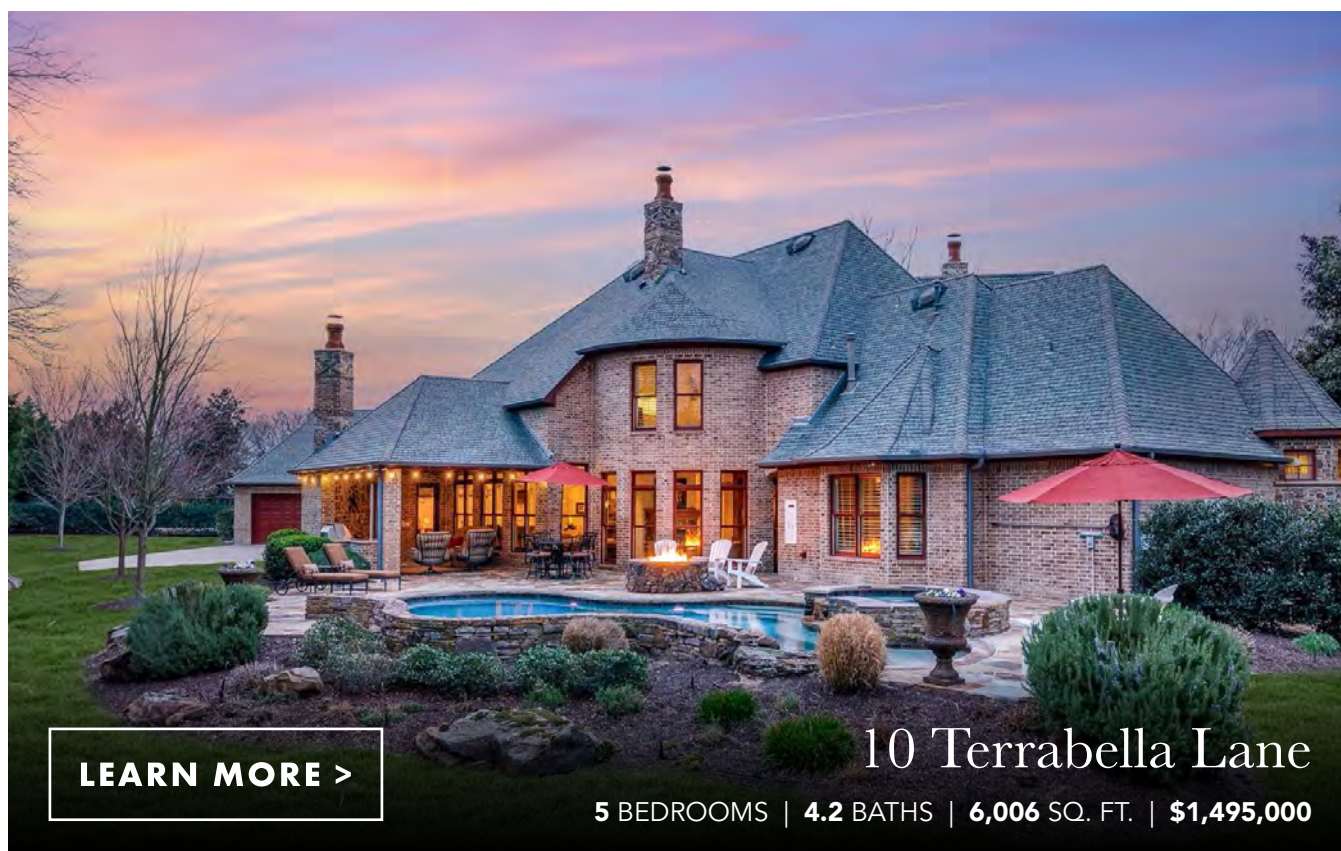 10 Terrabella Lane
LEARN MORE >
5 BEDROOMS | 4.2 BATHS | 6,006 SQ. FT. | $1,495,000